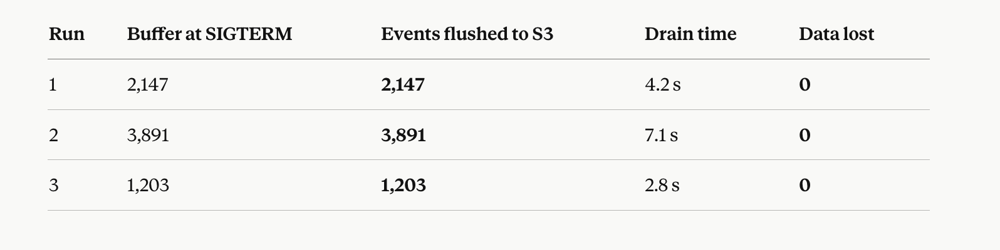 Run Buffer at SIGTERM Events flushed to S3 Drain time Data lost
1 2,147 2,147 4.2 s 0
2 3,891 3,891 7.1 s 0
3 1,203 1,203 2.8 s 0